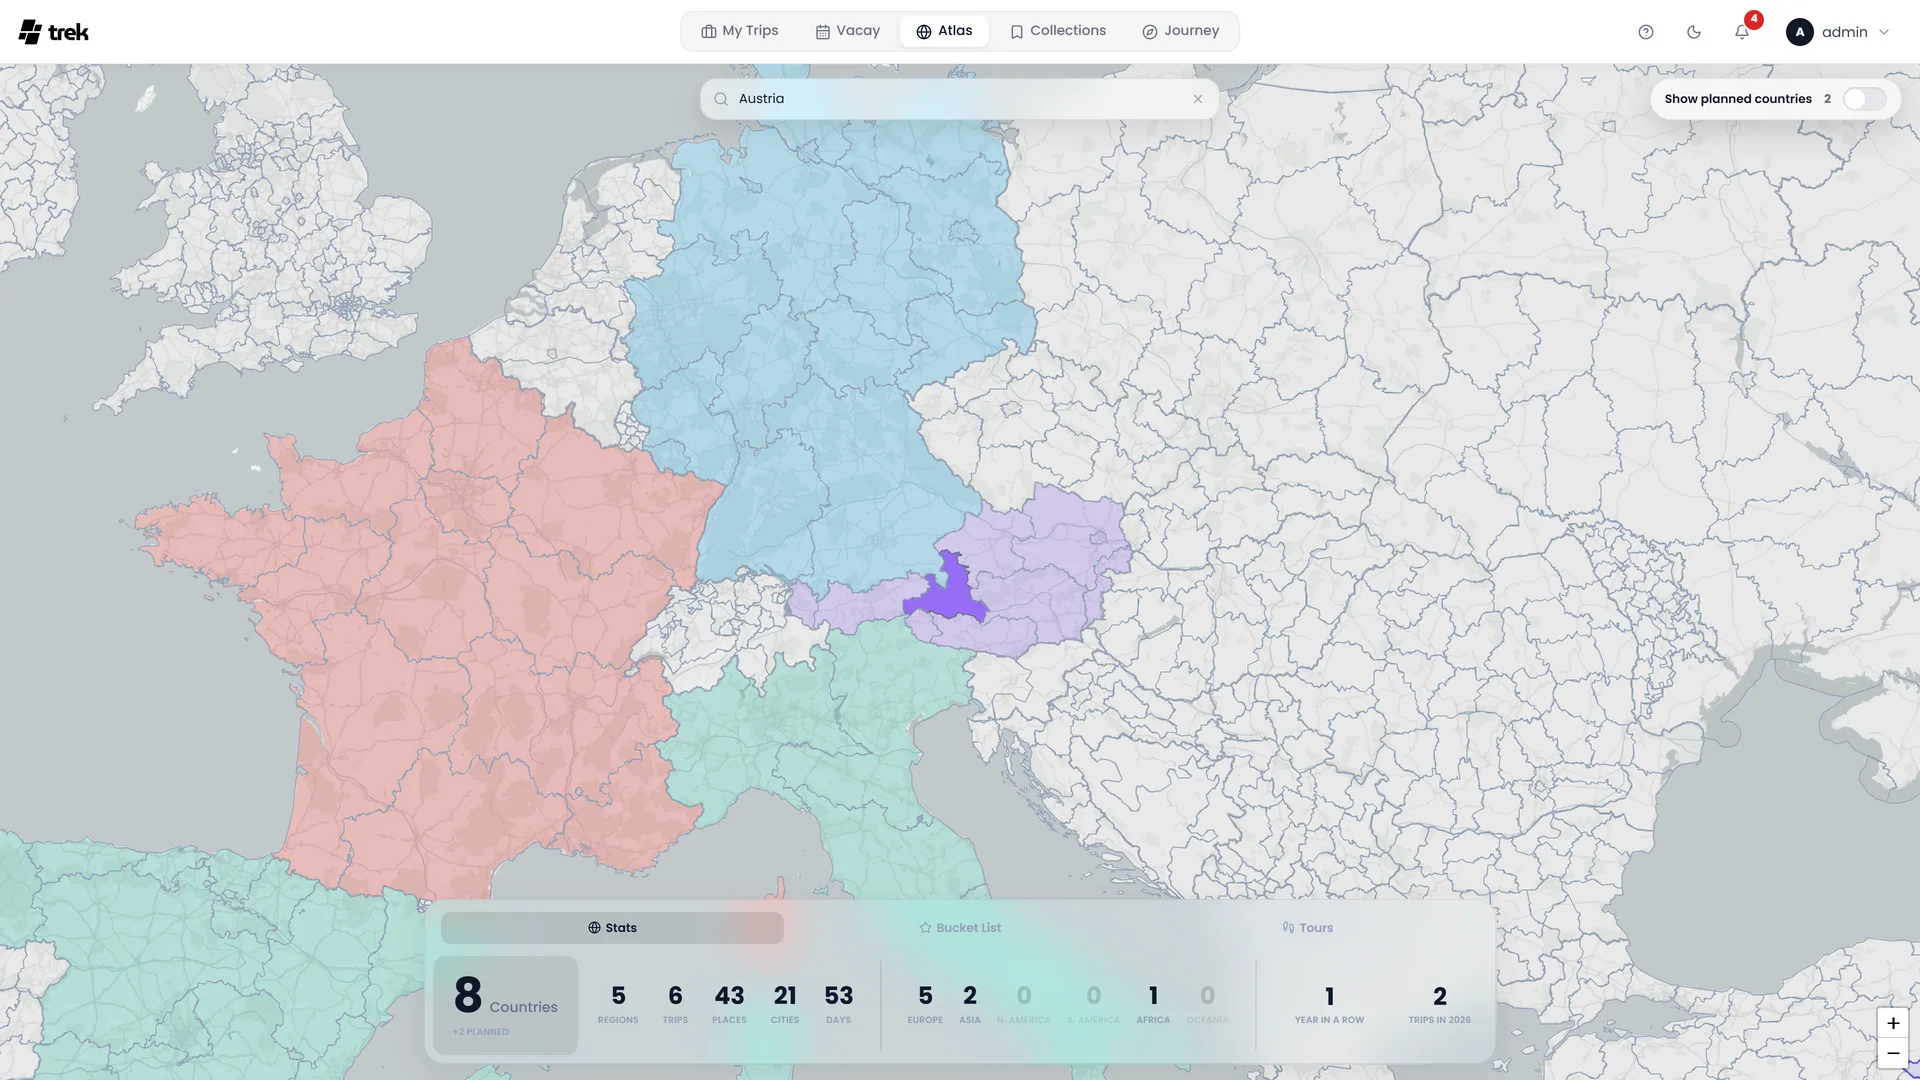 trek
My Trips
Vacay
Atlas
Collections
Journey
4
A
admin
Austria
Show planned countries 2
Stats
Bucket List
Tours
8 Countries
+2 PLANNED
5
REGIONS
6
TRIPS
43
PLACES
21
CITIES
53
DAYS
5
EUROPE
2
ASIA
0
N. AMERICA
0
S. AMERICA
1
AFRICA
0
OCEANIA
1
YEAR IN A ROW
2
TRIPS IN 2026
+
−